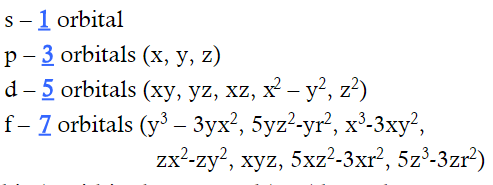 s – 1 orbital
p – 3 orbitals (x, y, z)
d – 5 orbitals (xy, yz, xz, x² – y², z²)
f – 7 orbitals (y³ – 3yx², 5yz²-yr², x³-3xy²,
zx²-zy², xyz, 5xz²-3xr², 5z³-3zr²)